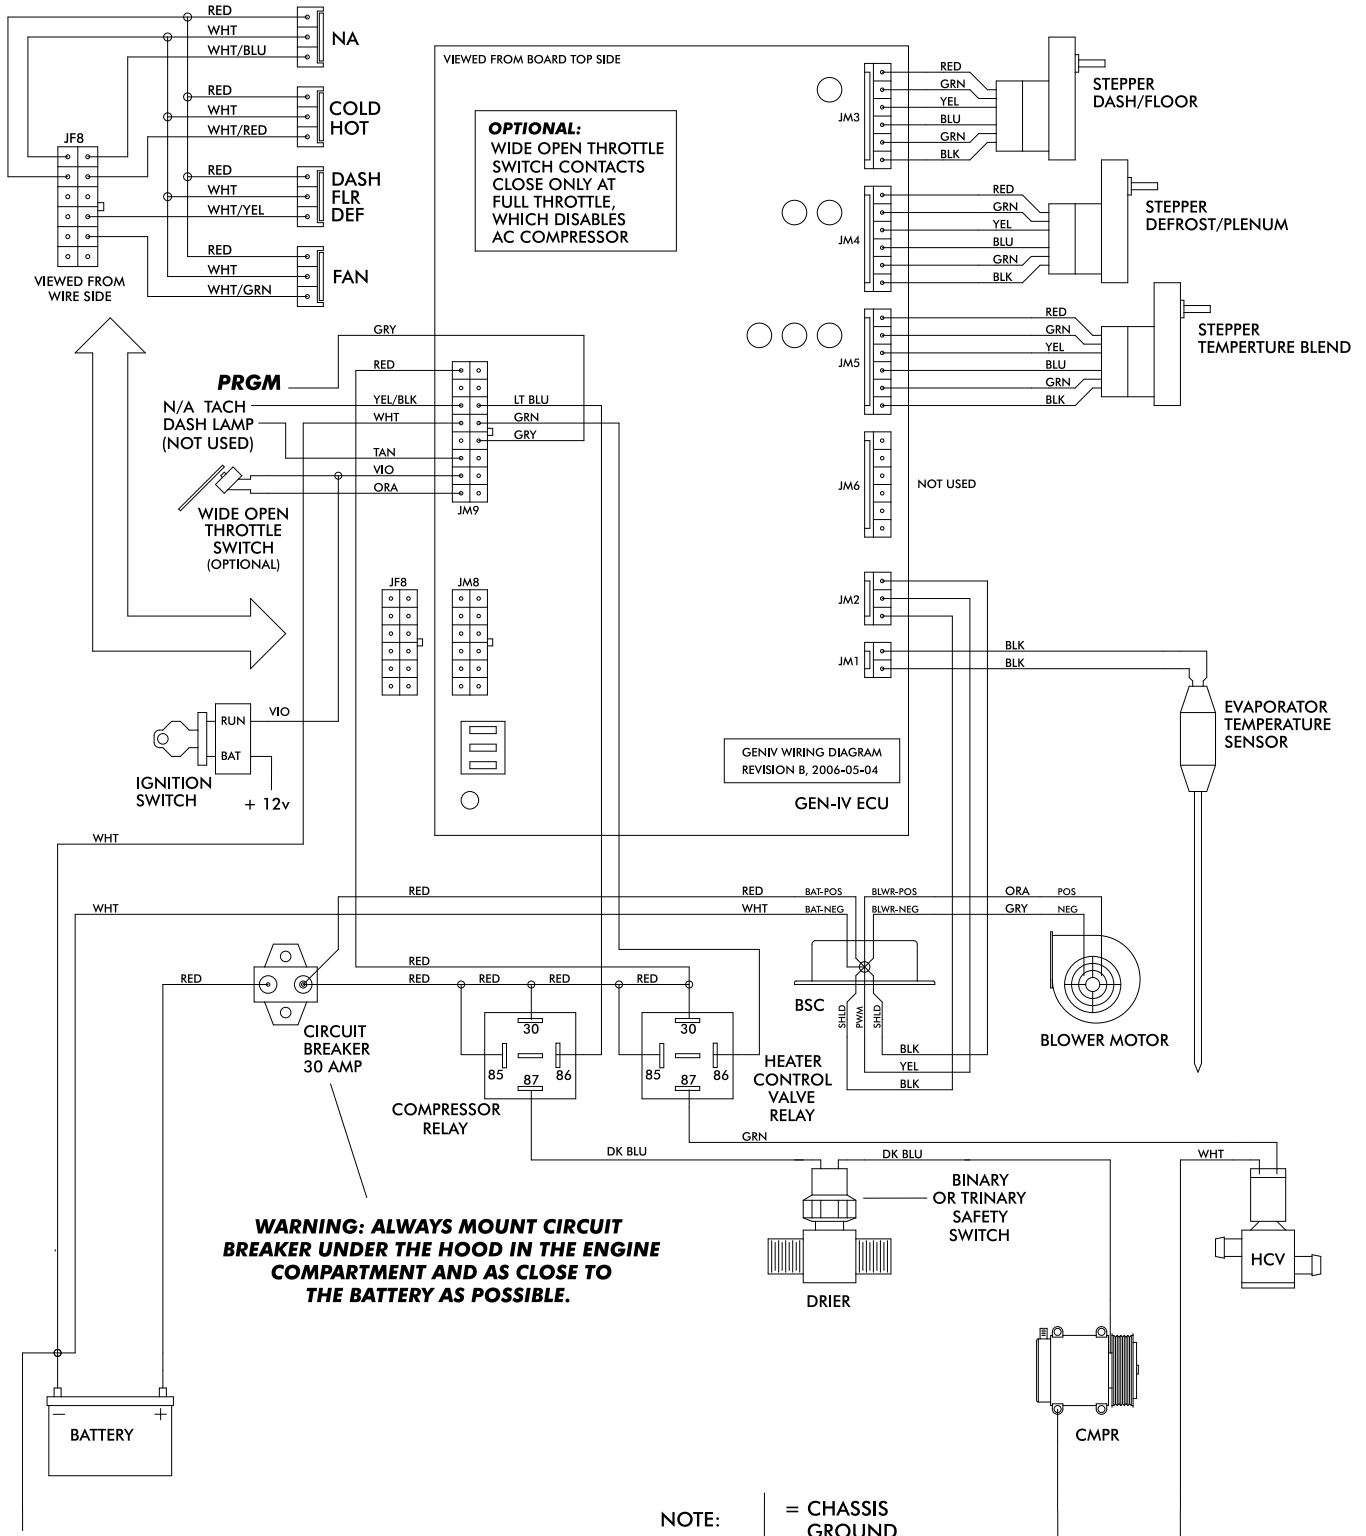 RED
WHT
WHT/BLU
NA
RED
WHT
WHT/RED
COLD
HOT
RED
WHT
WHT/YEL
DASH
FLR
DEF
RED
WHT
WHT/GRN
FAN
JF8
VIEWED FROM
WIRE SIDE
VIEWED FROM BOARD TOP SIDE
OPTIONAL:
WIDE OPEN THROTTLE
SWITCH CONTACTS
CLOSE ONLY AT
FULL THROTTLE,
WHICH DISABLES
AC COMPRESSOR
JM3
RED
GRN
YEL
BLU
GRN
BLK
STEPPER
DASH/FLOOR
JM4
RED
GRN
YEL
BLU
GRN
BLK
STEPPER
DEFROST/PLENUM
JM5
RED
GRN
YEL
BLU
GRN
BLK
STEPPER
TEMPERTURE BLEND
JM6
NOT USED
JM2
JM1
BLK
BLK
EVAPORATOR
TEMPERATURE
SENSOR
GRY
RED
PRGM
YEL/BLK
WHT
N/A TACH
DASH LAMP
(NOT USED)
TAN
VIO
ORA
LT BLU
GRN
GRY
JM9
WIDE OPEN
THROTTLE
SWITCH
(OPTIONAL)
JF8
JM8
RUN
BAT
VIO
IGNITION
SWITCH
+ 12v
GENIV WIRING DIAGRAM
REVISION B, 2006-05-04
GEN-IV ECU
WHT
RED
RED
BAT-POS
BLWR-POS
ORA
POS
WHT
WHT
BAT-NEG
BLWR-NEG
GRY
NEG
RED
RED
RED
RED
RED
RED
BSC
SHLD
PWM
SHLD
BLK
YEL
BLK
BLOWER MOTOR
CIRCUIT
BREAKER
30 AMP
30
85
87
86
COMPRESSOR
RELAY
30
85
87
86
HEATER
CONTROL
VALVE
RELAY
GRN
DK BLU
DK BLU
WHT
BINARY
OR TRINARY
SAFETY
SWITCH
DRIER
HCV
WARNING: ALWAYS MOUNT CIRCUIT
BREAKER UNDER THE HOOD IN THE ENGINE
COMPARTMENT AND AS CLOSE TO
THE BATTERY AS POSSIBLE.
− +
BATTERY
CMPR
NOTE:
= CHASSIS
GROUND